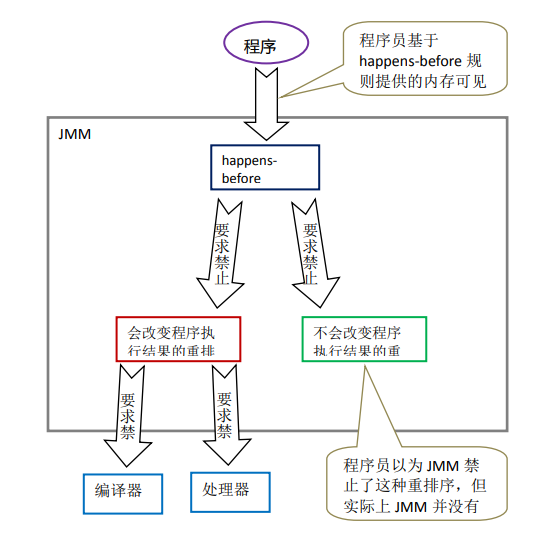 程序
程序员基于
happens-before 规
则提供的内存可见
JMM
happens-
before
要求禁止
要求禁止
会改变程序执
行结果的重排
不会改变程序
执行结果的重
要求禁
要求禁
编译器
处理器
程序员以为 JMM 禁
止了这种重排序，但
实际上 JMM 并没有